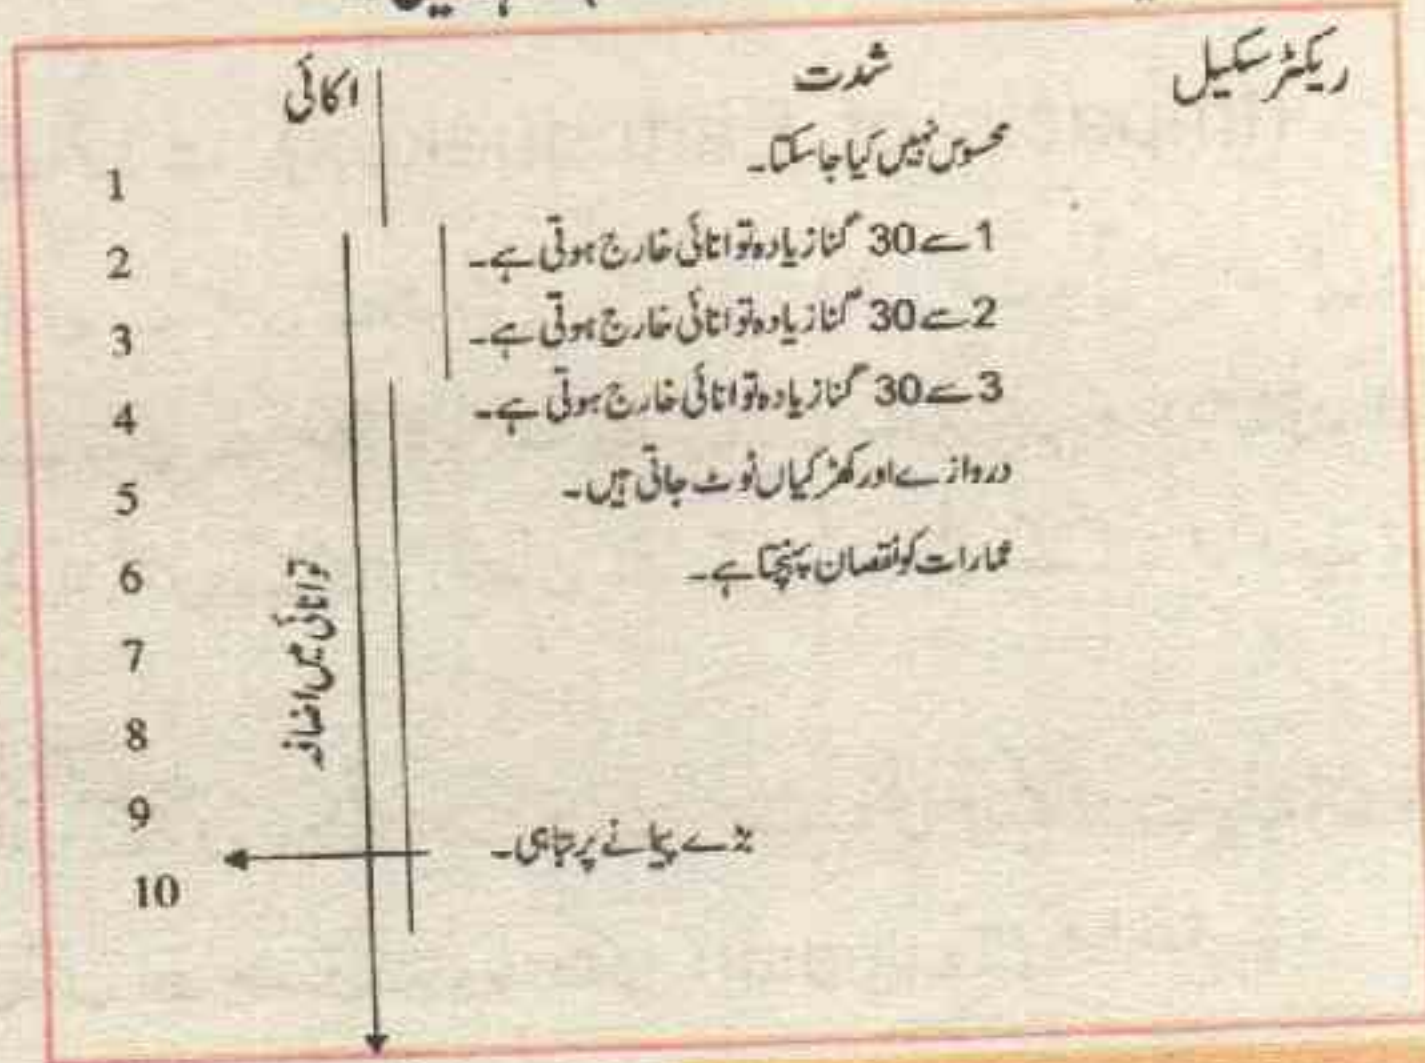 ریکٹر سکیل شدت اکائی
محسوس نہیں کیا جا سکتا۔ 1
1 سے 30 گنا زیادہ توانائی خارج ہوتی ہے۔ 2
2 سے 30 گنا زیادہ توانائی خارج ہوتی ہے۔ 3
3 سے 30 گنا زیادہ توانائی خارج ہوتی ہے۔ 4
دروازے اور کھڑکیاں ٹوٹ جاتی ہیں۔ 5
عمارات کو نقصان پہنچتا ہے۔ 6
7
8
9
بڑے پیمانے پر تباہی۔
10
توانائی میں اضافہ